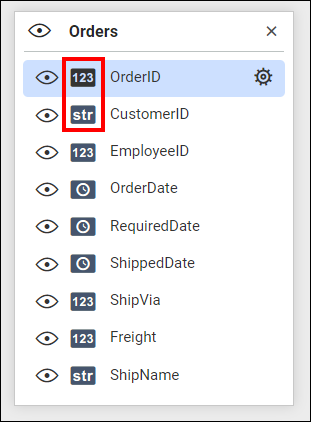 Orders
123 OrderID
str CustomerID
123 EmployeeID
OrderDate
RequiredDate
ShippedDate
123 ShipVia
123 Freight
str ShipName